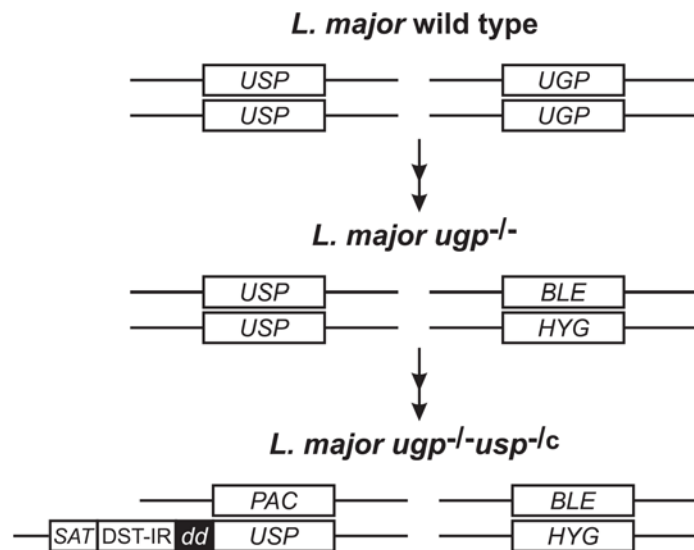 L. major wild type
USP UGP
USP UGP
L. major ugp-/-
USP BLE
USP HYG
L. major ugp-/-usp-/c
PAC BLE
SAT DST-IR dd USP HYG